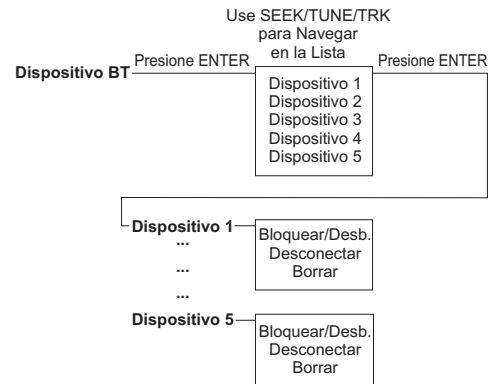 Use SEEK/TUNE/TRK
para Navegar
en la Lista
Presione ENTER
Presione ENTER
Dispositivo BT
Dispositivo 1
Dispositivo 2
Dispositivo 3
Dispositivo 4
Dispositivo 5
Dispositivo 1
Bloquear/Desb.
Desconectar
Borrar
...
...
...
Dispositivo 5
Bloquear/Desb.
Desconectar
Borrar